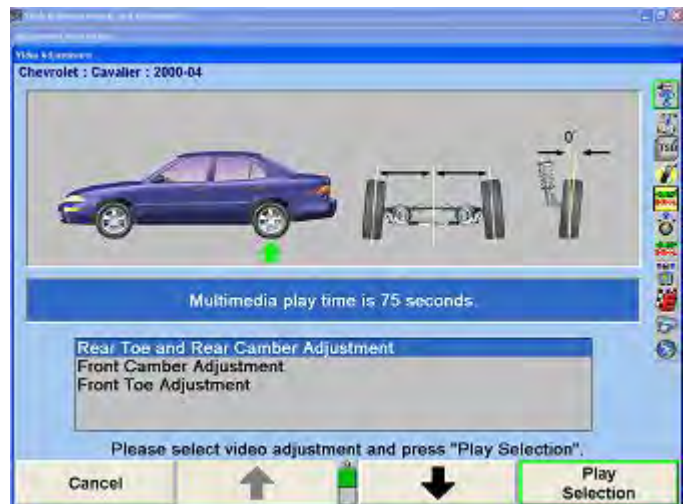 Video Adjustment
Chevrolet : Cavalier : 2000-04
0°
TSB
Multimedia play time is 75 seconds.
Rear Toe and Rear Camber Adjustment
Front Camber Adjustment
Front Toe Adjustment
Please select video adjustment and press "Play Selection".
Cancel
Play
Selection